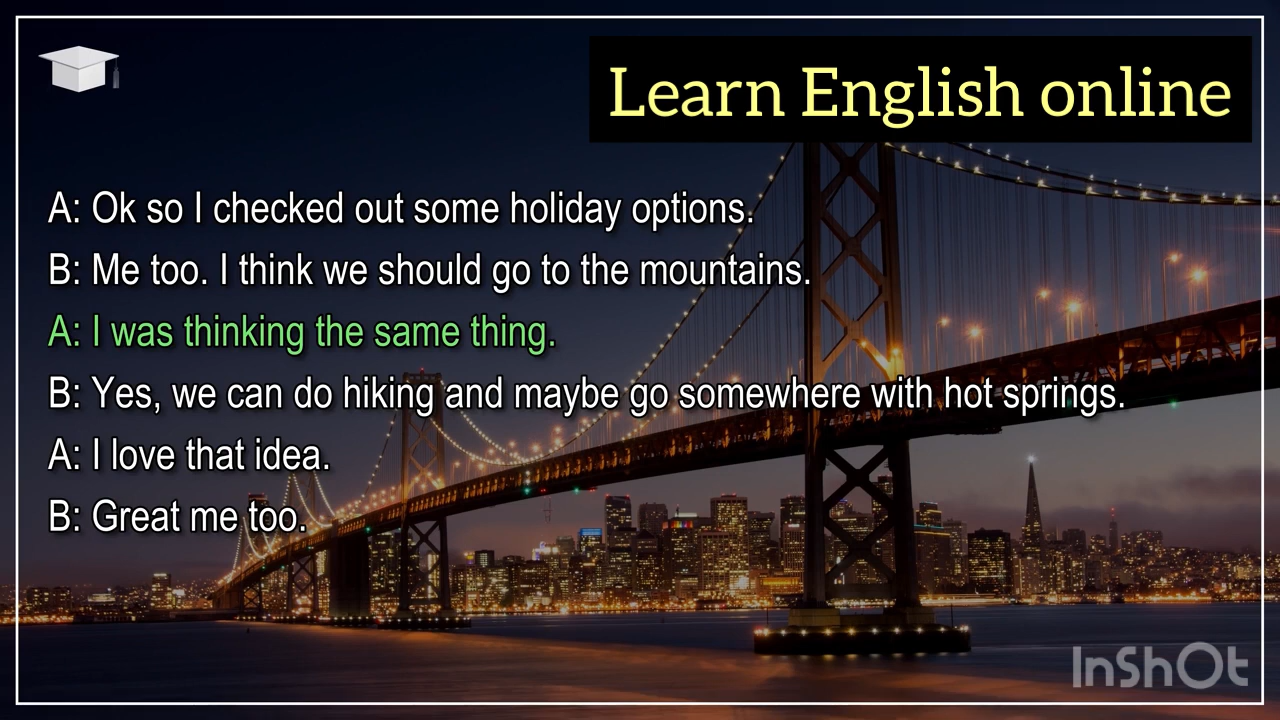 Learn English online
A: Ok so I checked out some holiday options.
B: Me too. I think we should go to the mountains.
A: I was thinking the same thing.
B: Yes, we can do hiking and maybe go somewhere with hot springs.
A: I love that idea.
B: Great me too.
InShOt